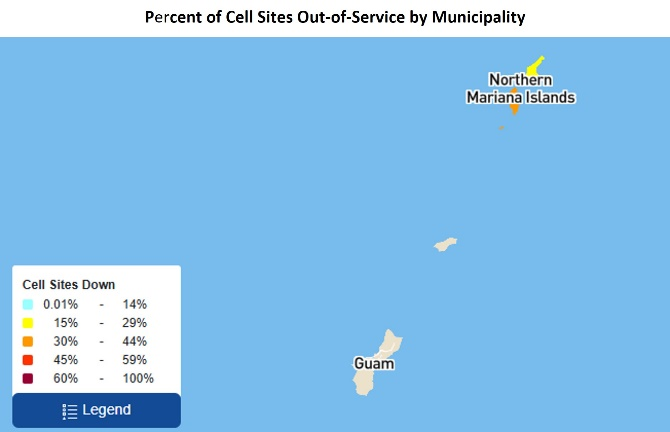 Percent of Cell Sites Out-of-Service by Municipality
Northern
Mariana Islands
Guam
Cell Sites Down
0.01% - 14%
15% - 29%
30% - 44%
45% - 59%
60% - 100%
Legend